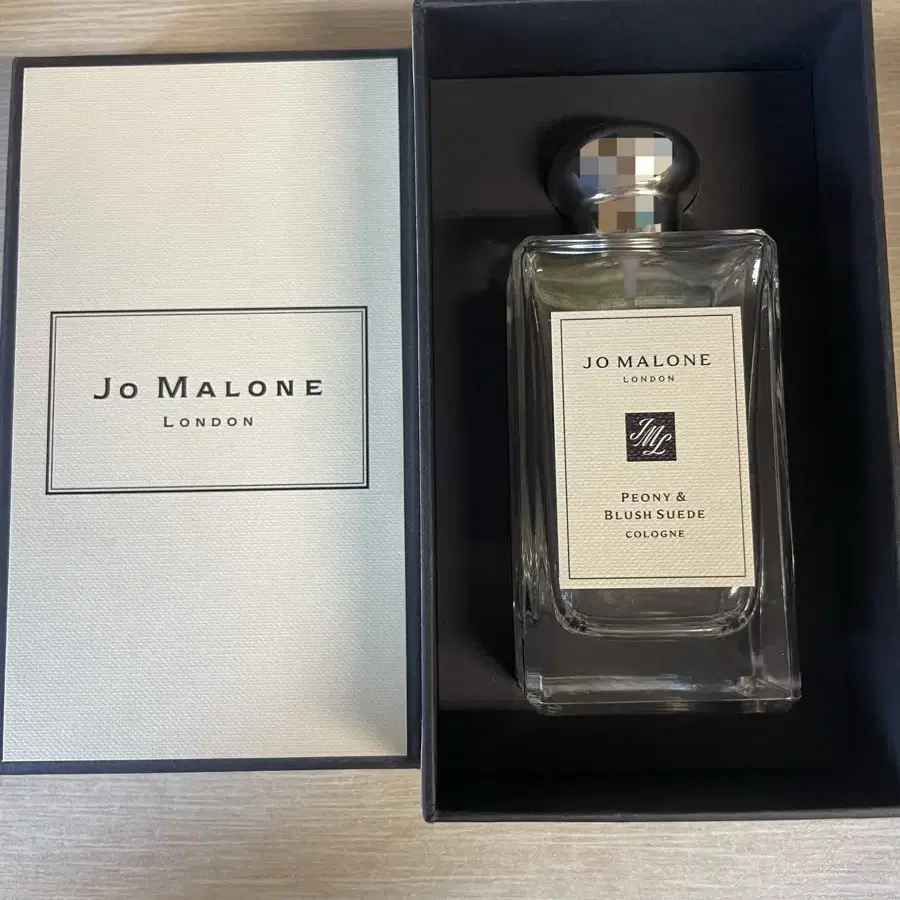 JO MALONE
LONDON
JO MALONE
LONDON
JML
PEONY &
BLUSH SUEDE
COLOGNE